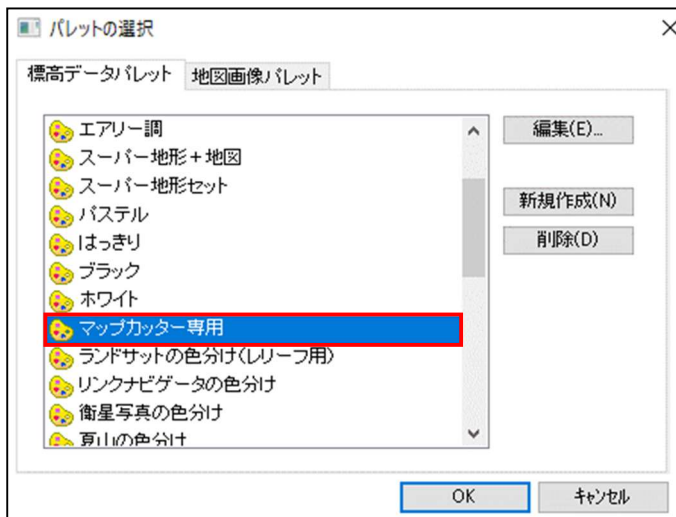 パレットの選択
標高データパレット 地図画像パレット
エアリー調
スーパー地形+地図
スーパー地形セット
パステル
はっきり
ブラック
ホワイト
マップカッター専用
ランドサットの色分け(レリーフ用)
リンクナビゲータの色分け
衛星写真の色分け
夏山の色分け
編集(E)...
新規作成(N)
削除(D)
OK キャンセル